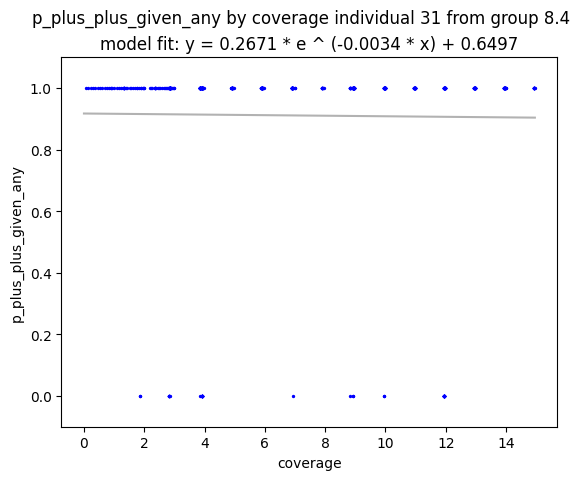 p_plus_plus_given_any by coverage individual 31 from group 8.4
model fit: y = 0.2671 * e ^ (-0.0034 * x) + 0.6497
1.0
0.8
0.6
0.4
0.2
0.0
p_plus_plus_given_any
0 2 4 6 8 10 12 14
coverage